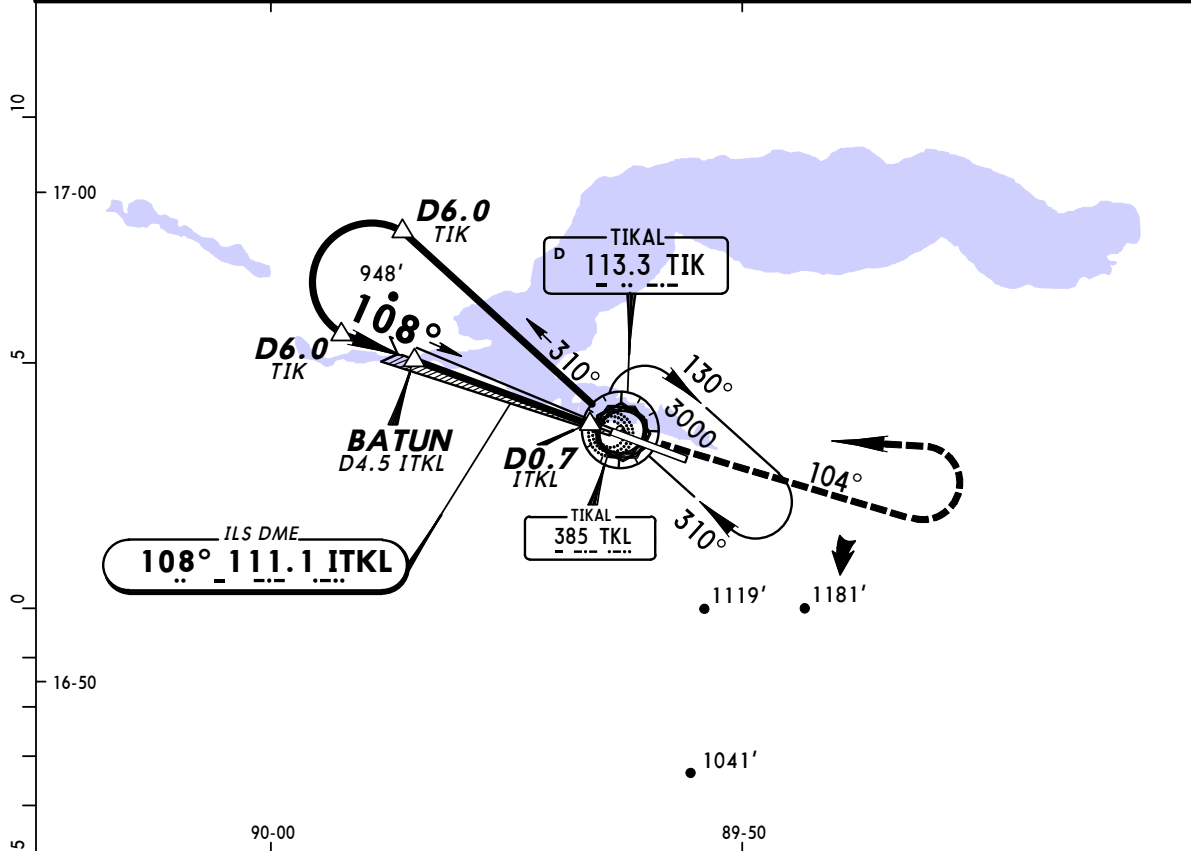 10
17-00
D6.0
TIK
TIKAL
D
113.3 TIK
948'
108°
D6.0
TIK
5
310°
130°
3000
BATUN
D4.5 ITKL
D0.7
ITKL
104°
310°
TIKAL
385 TKL
ILS DME
108° 111.1 ITKL
1119'
1181'
0
16-50
1041'
5
90-00
89-50